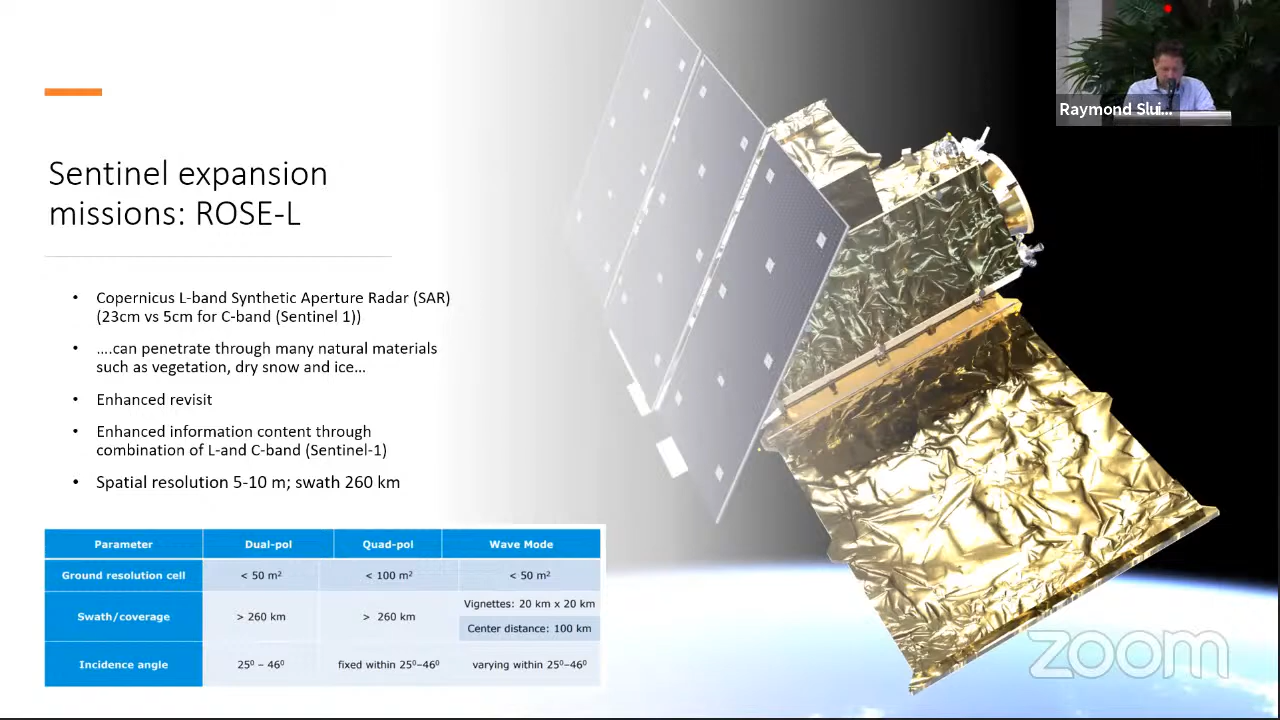 Raymond Slui...
Sentinel expansion
missions: ROSE-L
• Copernicus L-band Synthetic Aperture Radar (SAR)
(23cm vs 5cm for C-band (Sentinel 1))
• ....can penetrate through many natural materials
such as vegetation, dry snow and ice...
• Enhanced revisit
• Enhanced information content through
combination of L-and C-band (Sentinel-1)
• Spatial resolution 5-10 m; swath 260 km
Parameter Dual-pol Quad-pol Wave Mode
Ground resolution cell < 50 m² < 100 m² < 50 m²
Swath/coverage > 260 km > 260 km Vignettes: 20 km x 20 km
Center distance: 100 km
Incidence angle 25⁰ – 46⁰ fixed within 25⁰–46⁰ varying within 25⁰–46⁰
zoom